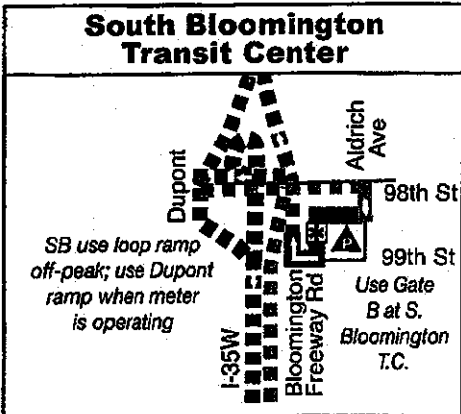 South Bloomington
Transit Center
Aldrich
Ave
Dupont
98th St
SB use loop ramp
off-peak; use Dupont
ramp when meter
is operating
I-35W
Bloomington
Freeway Rd
P
99th St
Use Gate
B at S.
Bloomington
T.C.